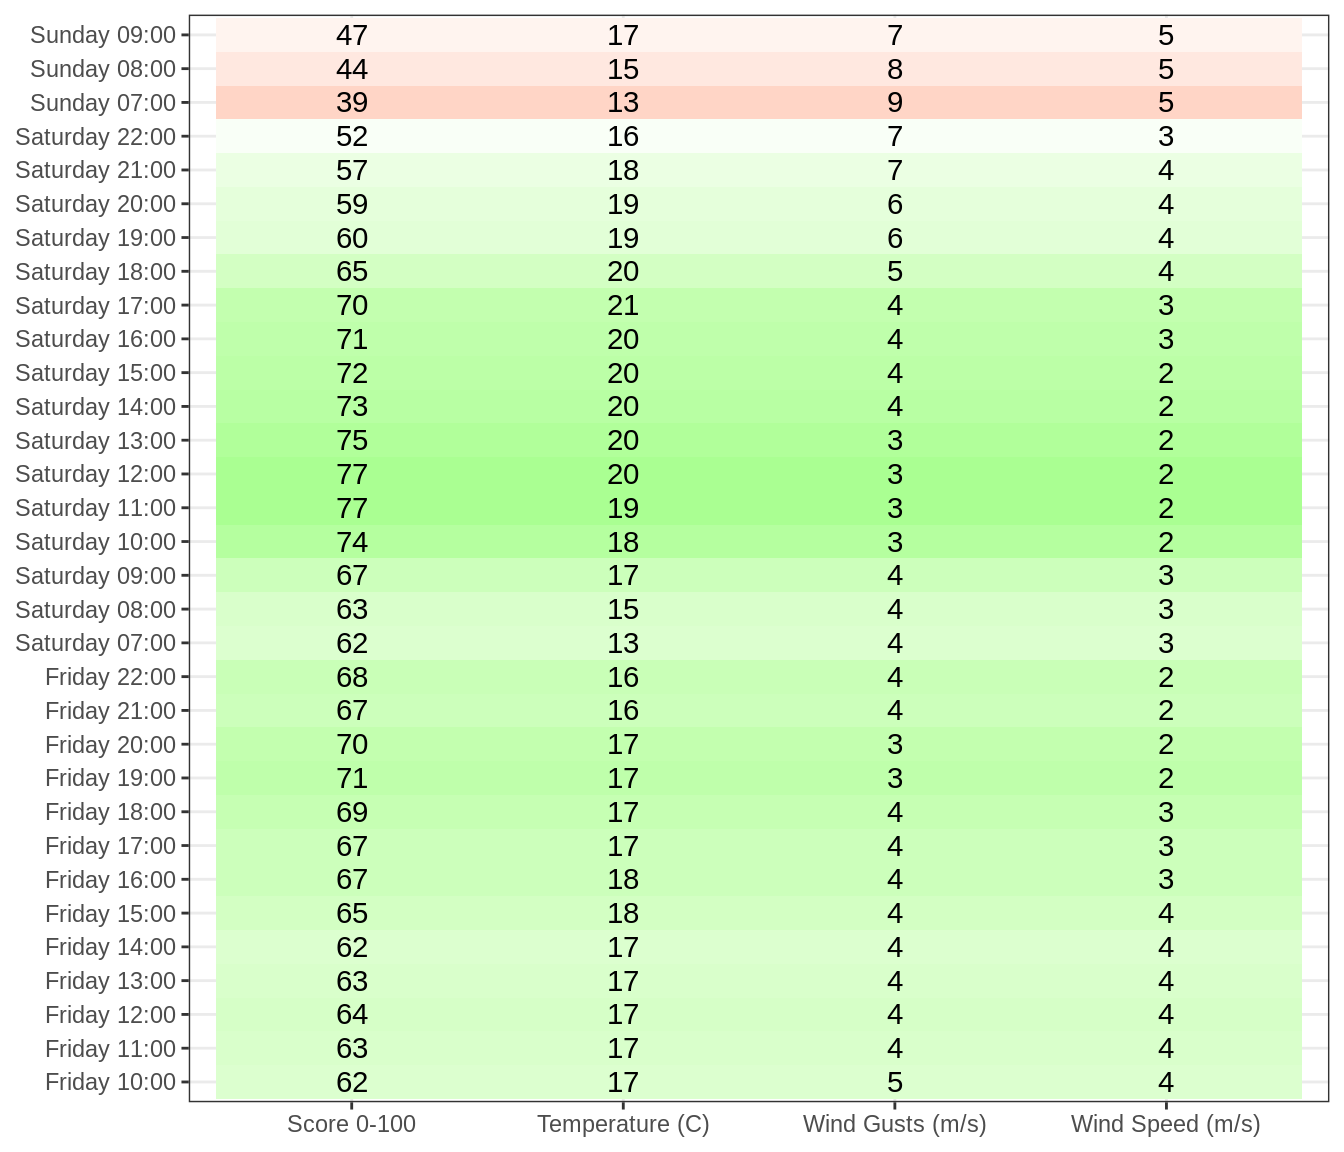 Sunday 09:00 47 17 7 5
Sunday 08:00 44 15 8 5
Sunday 07:00 39 13 9 5
Saturday 22:00 52 16 7 3
Saturday 21:00 57 18 7 4
Saturday 20:00 59 19 6 4
Saturday 19:00 60 19 6 4
Saturday 18:00 65 20 5 4
Saturday 17:00 70 21 4 3
Saturday 16:00 71 20 4 3
Saturday 15:00 72 20 4 2
Saturday 14:00 73 20 4 2
Saturday 13:00 75 20 3 2
Saturday 12:00 77 20 3 2
Saturday 11:00 77 19 3 2
Saturday 10:00 74 18 3 2
Saturday 09:00 67 17 4 3
Saturday 08:00 63 15 4 3
Saturday 07:00 62 13 4 3
Friday 22:00 68 16 4 2
Friday 21:00 67 16 4 2
Friday 20:00 70 17 3 2
Friday 19:00 71 17 3 2
Friday 18:00 69 17 4 3
Friday 17:00 67 17 4 3
Friday 16:00 67 18 4 3
Friday 15:00 65 18 4 4
Friday 14:00 62 17 4 4
Friday 13:00 63 17 4 4
Friday 12:00 64 17 4 4
Friday 11:00 63 17 4 4
Friday 10:00 62 17 5 4
Score 0-100 Temperature (C) Wind Gusts (m/s) Wind Speed (m/s)